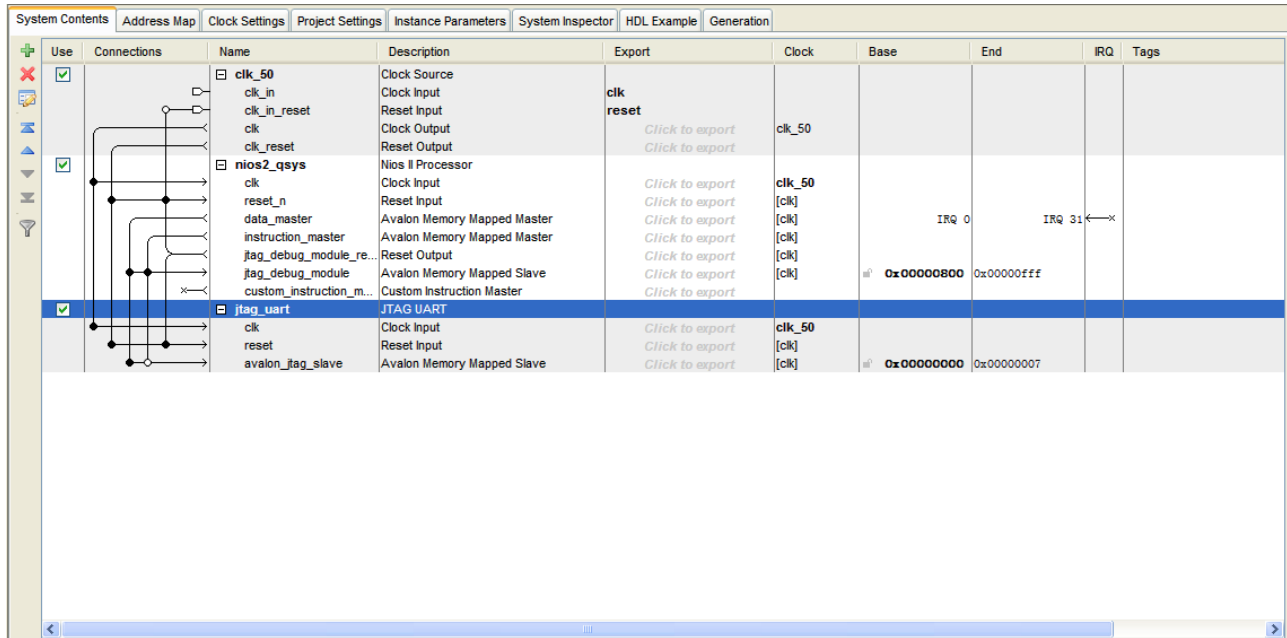 System Contents Address Map Clock Settings Project Settings Instance Parameters System Inspector HDL Example Generation
Use Connections Name Description Export Clock Base End IRQ Tags
clk_50 Clock Source
clk_in Clock Input clk
clk_in_reset Reset Input reset
clk Clock Output Click to export clk_50
clk_reset Reset Output Click to export
nios2_qsys Nios II Processor
clk Clock Input Click to export clk_50
reset_n Reset Input Click to export [clk]
data_master Avalon Memory Mapped Master Click to export [clk] IRQ 0 IRQ 31
instruction_master Avalon Memory Mapped Master Click to export [clk]
jtag_debug_module_re... Reset Output Click to export [clk]
jtag_debug_module Avalon Memory Mapped Slave Click to export [clk] 0x00000800 0x00000fff
custom_instruction_m... Custom Instruction Master Click to export
jtag_uart JTAG UART
clk Clock Input Click to export clk_50
reset Reset Input Click to export [clk]
avalon_jtag_slave Avalon Memory Mapped Slave Click to export [clk] 0x00000000 0x00000007